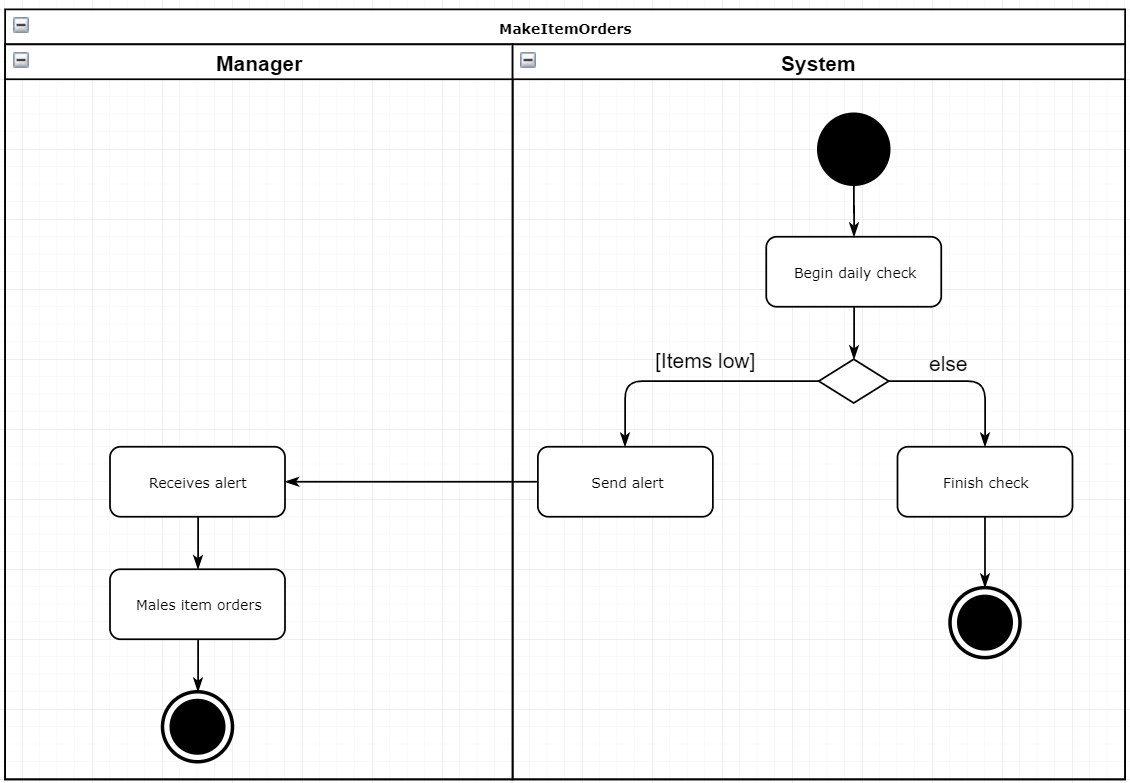 MakeItemOrders
Manager
System
Begin daily check
[Items low]
else
Receives alert
Send alert
Finish check
Males item orders